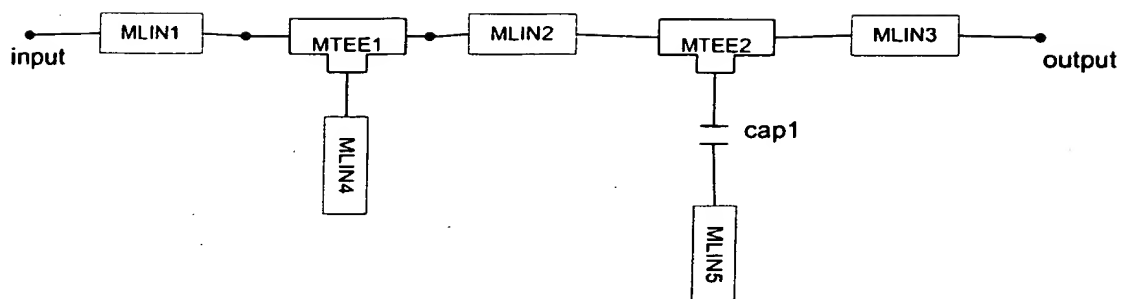 input
MLIN1
MTEE1
MLIN2
MTEE2
MLIN3
output
MLIN4
cap1
MLIN5